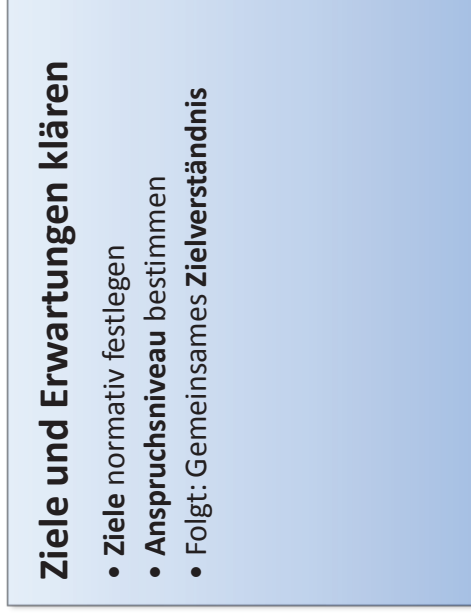 Ziele und Erwartungen klären
• Ziele normativ festlegen
• Anspruchsniveau bestimmen
• Folgt: Gemeinsames Zielverständnis